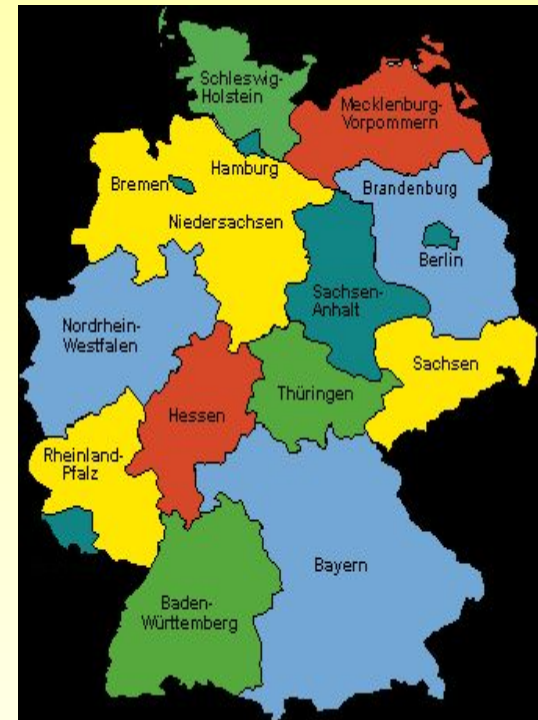 Schleswig-
Holstein
Mecklenburg-
Vorpommern
Hamburg
Bremen
Brandenburg
Niedersachsen
Berlin
Sachsen-
Anhalt
Nordrhein-
Westfalen
Sachsen
Thüringen
Hessen
Rheinland-
Pfalz
Bayern
Baden-
Württemberg